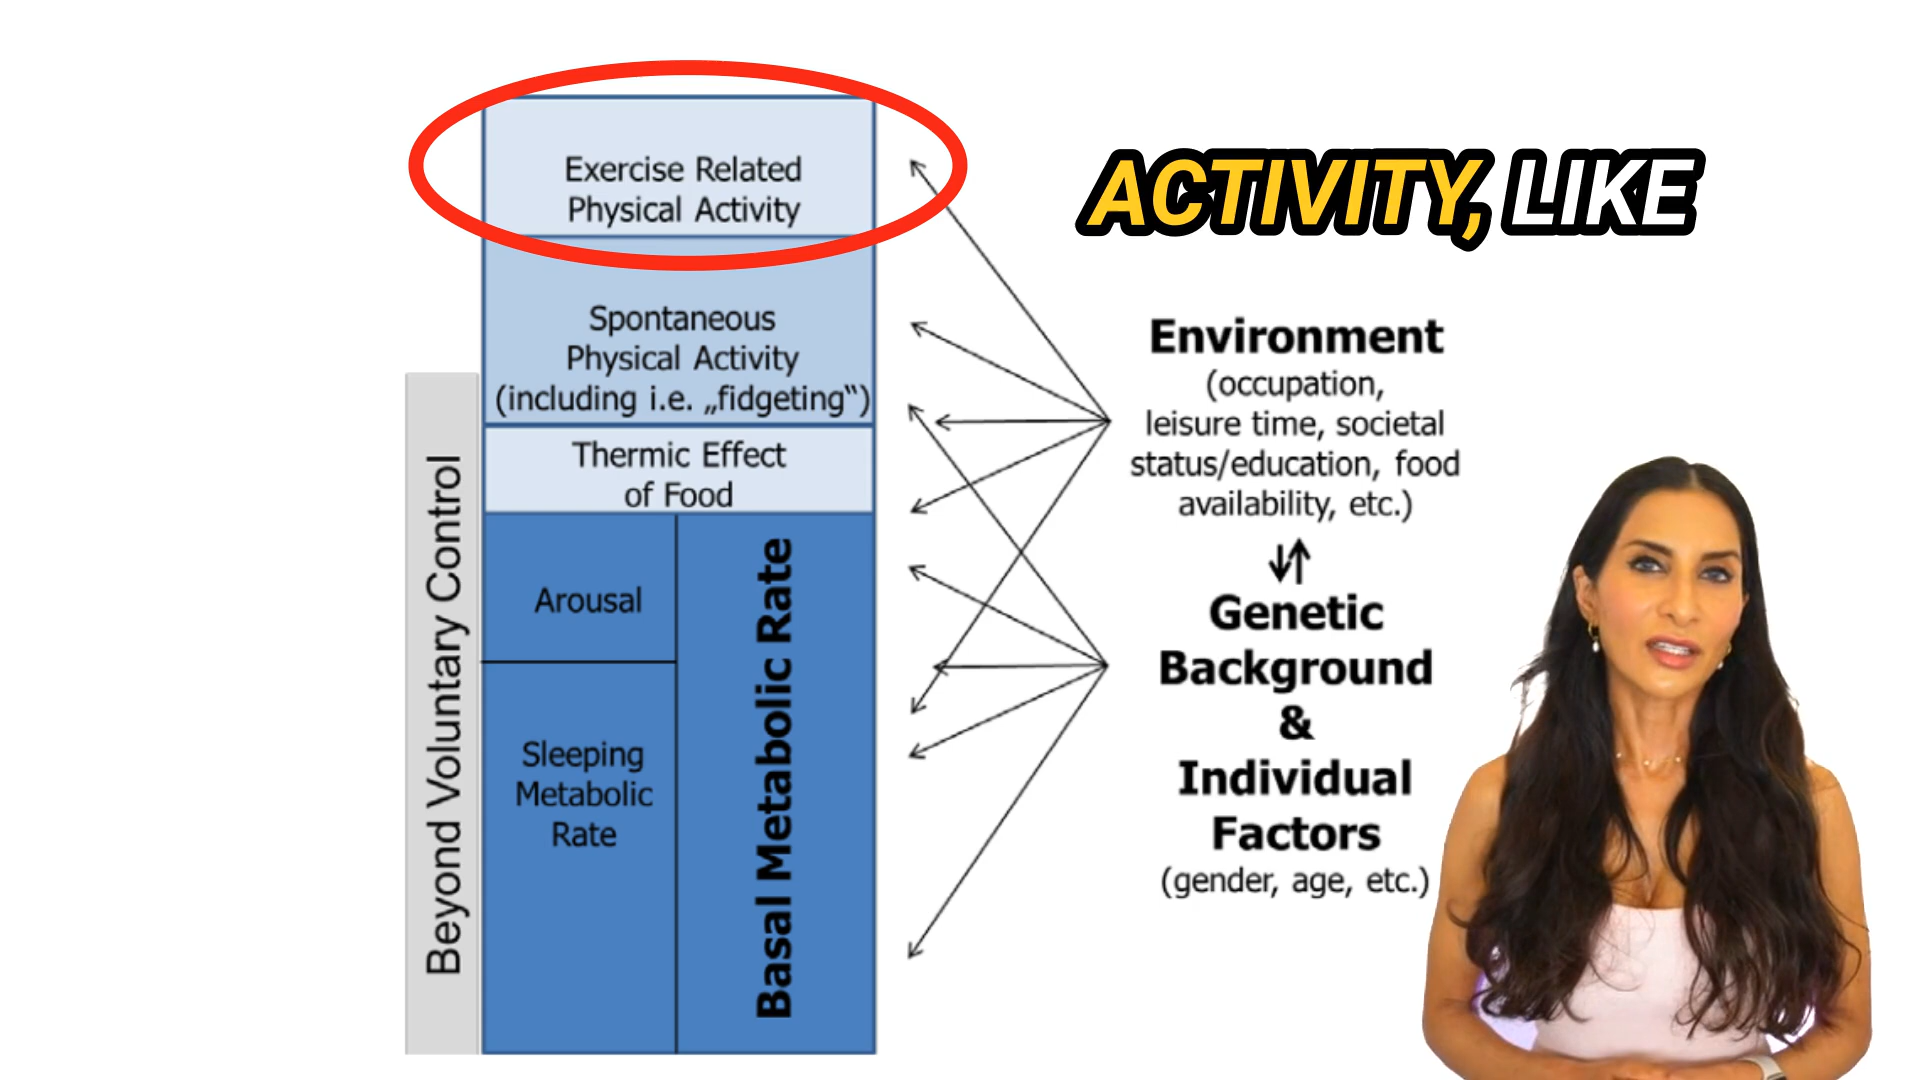 Exercise Related
Physical Activity
Spontaneous
Physical Activity
(including i.e. „fidgeting“)
Thermic Effect
of Food
Arousal
Sleeping
Metabolic
Rate
Basal Metabolic Rate
Beyond Voluntary Control
ACTIVITY, LIKE
Environment
(occupation,
leisure time, societal
status/education, food
availability, etc.)
Genetic
Background
&
Individual
Factors
(gender, age, etc.)